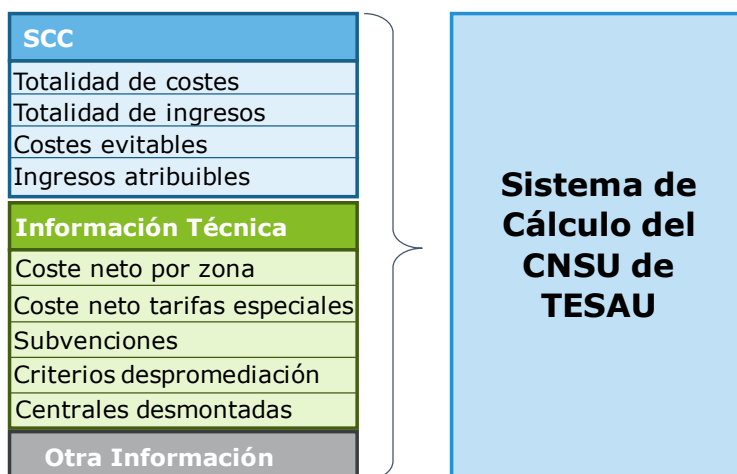 SCC
Totalidad de costes
Totalidad de ingresos
Costes evitables
Ingresos atribuibles
Información Técnica
Coste neto por zona
Coste neto tarifas especiales
Subvenciones
Criterios despromediación
Centrales desmontadas
Otra Información
Sistema de
Cálculo del
CNSU de
TESAU